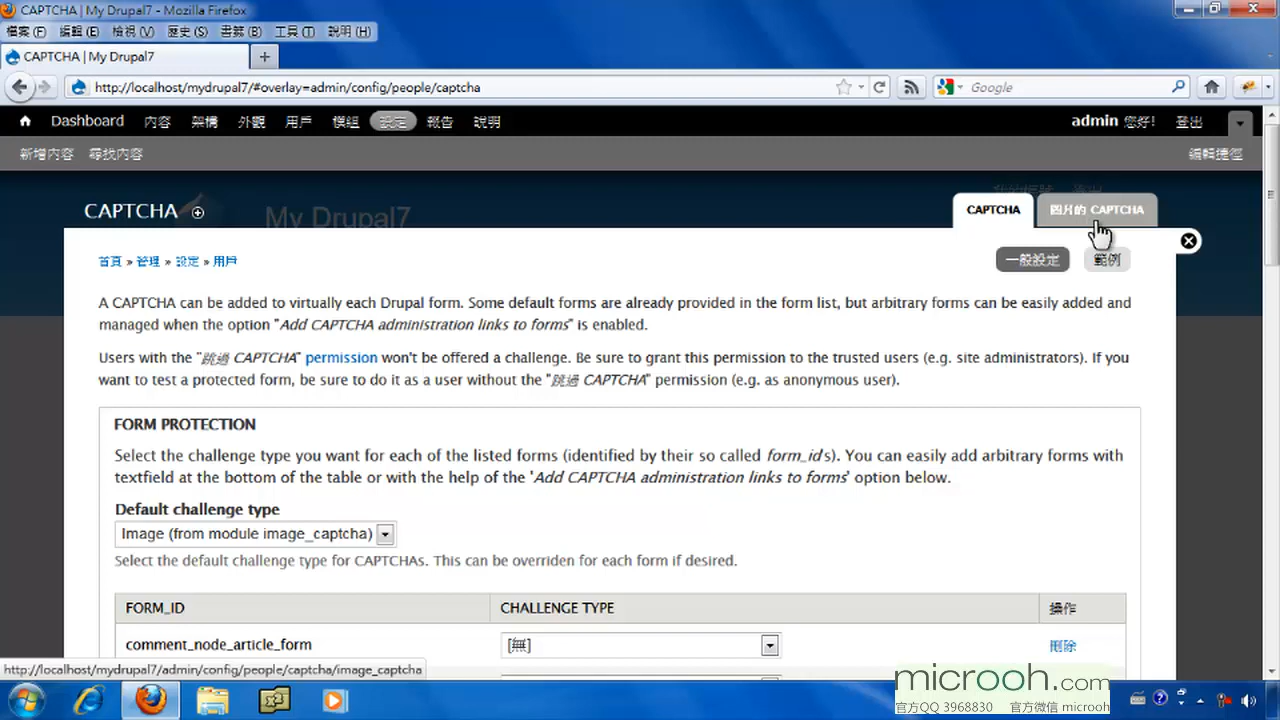 CAPTCHA | My Drupal7 - Mozilla Firefox
檔案(F) 編輯(E) 檢視(V) 歷史(S) 書籤(B) 工具(T) 說明(H)
CAPTCHA | My Drupal7
http://localhost/mydrupal7/#overlay=admin/config/people/captcha
Google
Dashboard 內容 架構 外觀 用戶 模組 設定 報告 說明
admin 您好! 登出
新增內容 尋找內容
編輯捷徑
CAPTCHA
My Drupal7
CAPTCHA 圖片的 CAPTCHA
首頁 » 管理 » 設定 » 用戶
一般設定 範例
A CAPTCHA can be added to virtually each Drupal form. Some default forms are already provided in the form list, but arbitrary forms can be easily added and
managed when the option "Add CAPTCHA administration links to forms" is enabled.
Users with the "跳過 CAPTCHA" permission won't be offered a challenge. Be sure to grant this permission to the trusted users (e.g. site administrators). If you
want to test a protected form, be sure to do it as a user without the "跳過 CAPTCHA" permission (e.g. as anonymous user).
FORM PROTECTION
Select the challenge type you want for each of the listed forms (identified by their so called form_id's). You can easily add arbitrary forms with
textfield at the bottom of the table or with the help of the 'Add CAPTCHA administration links to forms' option below.
Default challenge type
Image (from module image_captcha)
Select the default challenge type for CAPTCHAs. This can be overriden for each form if desired.
FORM_ID CHALLENGE TYPE 操作
comment_node_article_form [無] 刪除
http://localhost/mydrupal7/admin/config/people/captcha/image_captcha
microoh.com
官方QQ 3968830 官方微信 microoh